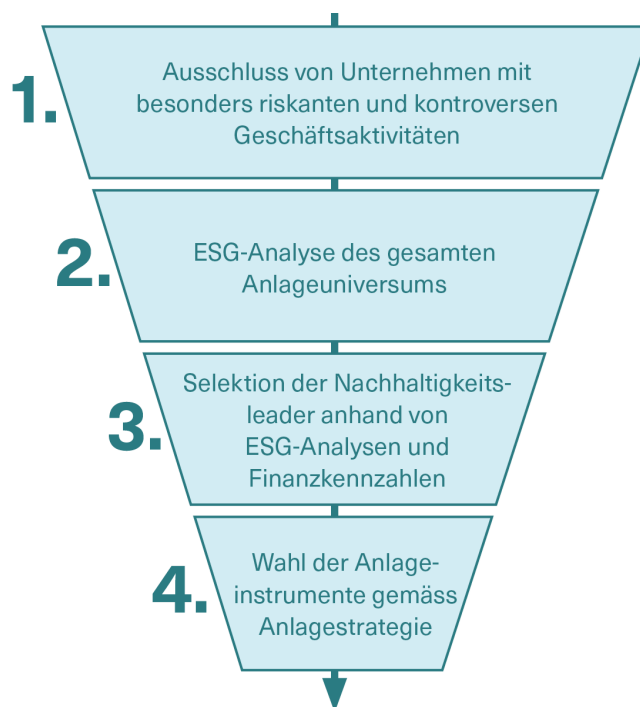 1.
Ausschluss von Unternehmen mit
besonders riskanten und kontroversen
Geschäftsaktivitäten
2.
ESG-Analyse des gesamten
Anlageuniversums
3.
Selektion der Nachhaltigkeits-
leader anhand von
ESG-Analysen und
Finanzkennzahlen
4.
Wahl der Anlage-
instrumente gemäss
Anlagestrategie